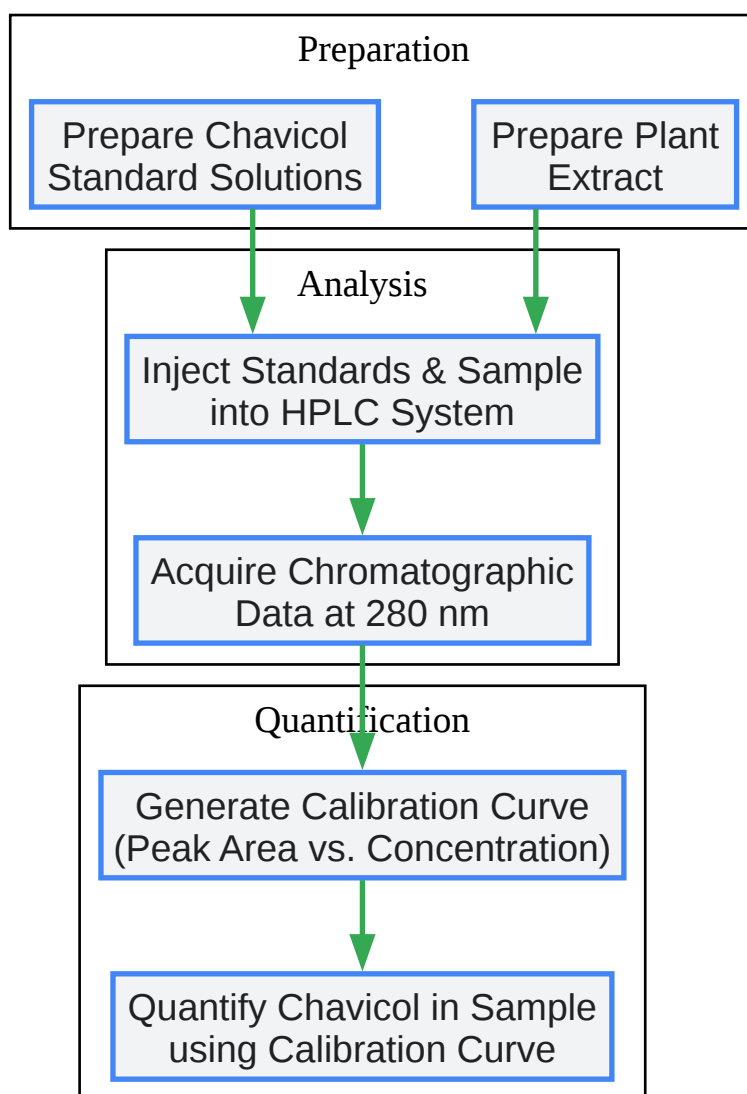 Preparation
Prepare Chavicol
Standard Solutions
Prepare Plant
Extract
Analysis
Inject Standards & Sample
into HPLC System
Acquire Chromatographic
Data at 280 nm
Quantification
Generate Calibration Curve
(Peak Area vs. Concentration)
Quantify Chavicol in Sample
using Calibration Curve